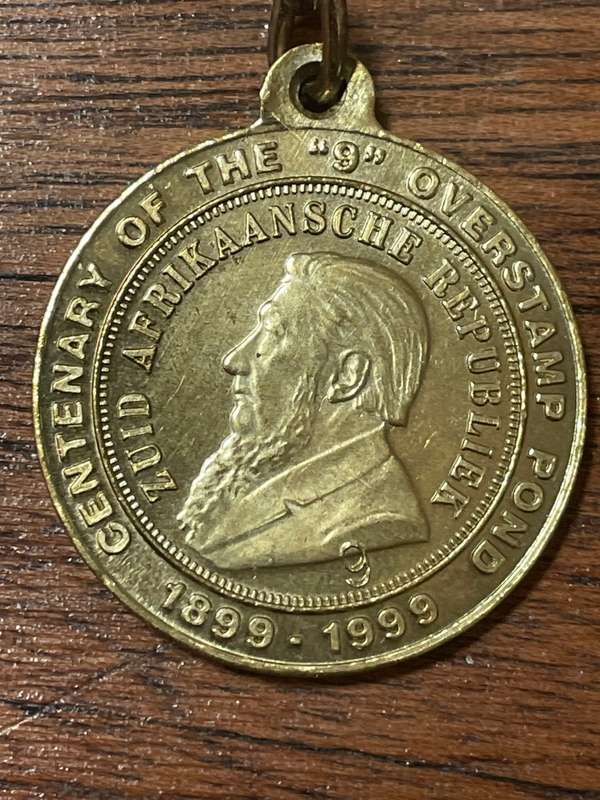 CENTENARY OF THE "9" OVERSTAMP POND
ZUID AFRIKAANSCHE REPUBLIEK
9
1899 - 1999